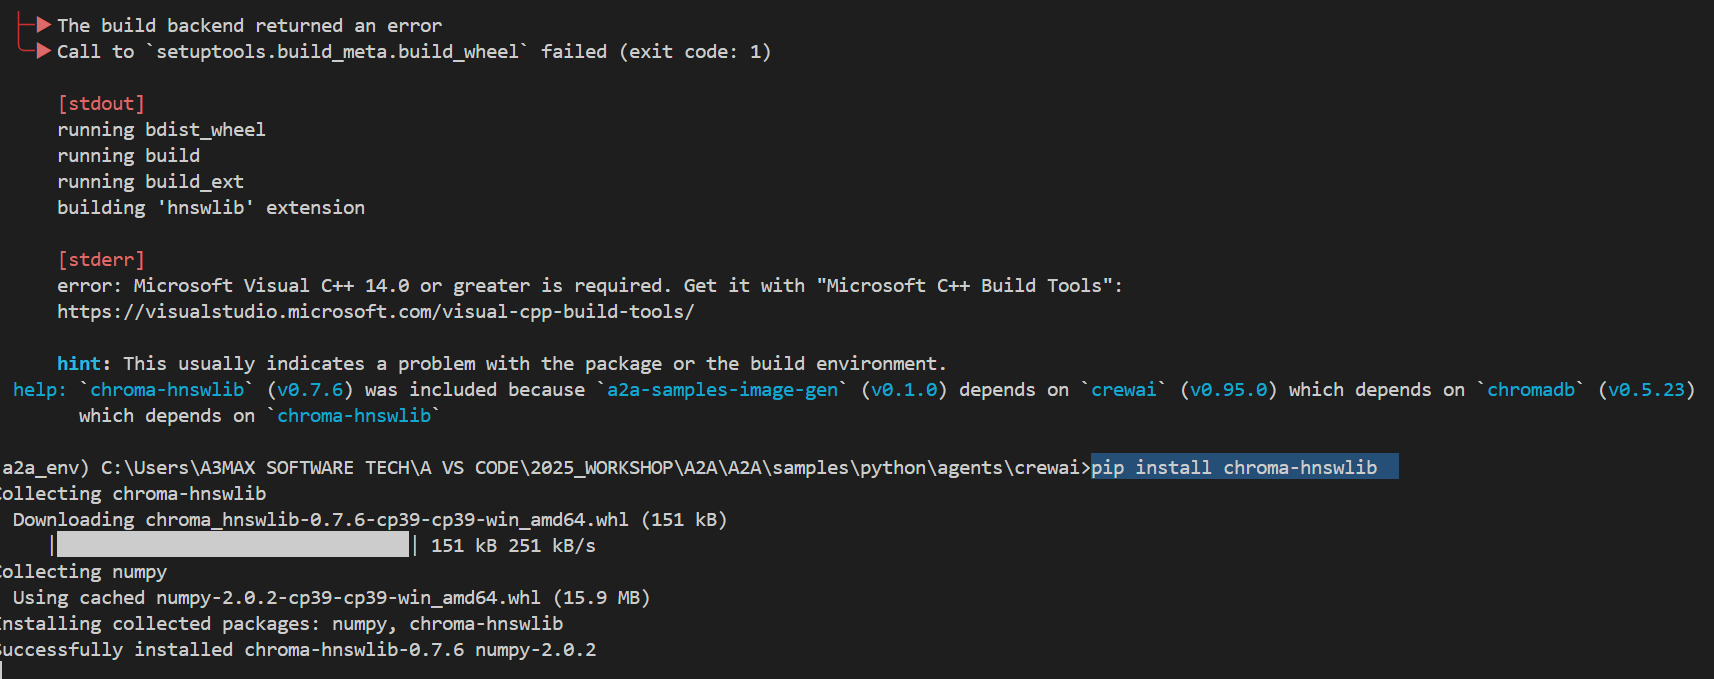 The build backend returned an error
Call to `setuptools.build_meta.build_wheel` failed (exit code: 1)
[stdout]
running bdist_wheel
running build
running build_ext
building 'hnswlib' extension
[stderr]
error: Microsoft Visual C++ 14.0 or greater is required. Get it with "Microsoft C++ Build Tools":
https://visualstudio.microsoft.com/visual-cpp-build-tools/
hint: This usually indicates a problem with the package or the build environment.
help: `chroma-hnswlib` (v0.7.6) was included because `a2a-samples-image-gen` (v0.1.0) depends on `crewai` (v0.95.0) which depends on `chromadb` (v0.5.23)
which depends on `chroma-hnswlib`
a2a_env) C:\Users\A3MAX SOFTWARE TECH\A VS CODE\2025_WORKSHOP\A2A\A2A\samples\python\agents\crewai>pip install chroma-hnswlib
Collecting chroma-hnswlib
Downloading chroma_hnswlib-0.7.6-cp39-cp39-win_amd64.whl (151 kB)
| | 151 kB 251 kB/s
Collecting numpy
Using cached numpy-2.0.2-cp39-cp39-win_amd64.whl (15.9 MB)
Installing collected packages: numpy, chroma-hnswlib
Successfully installed chroma-hnswlib-0.7.6 numpy-2.0.2